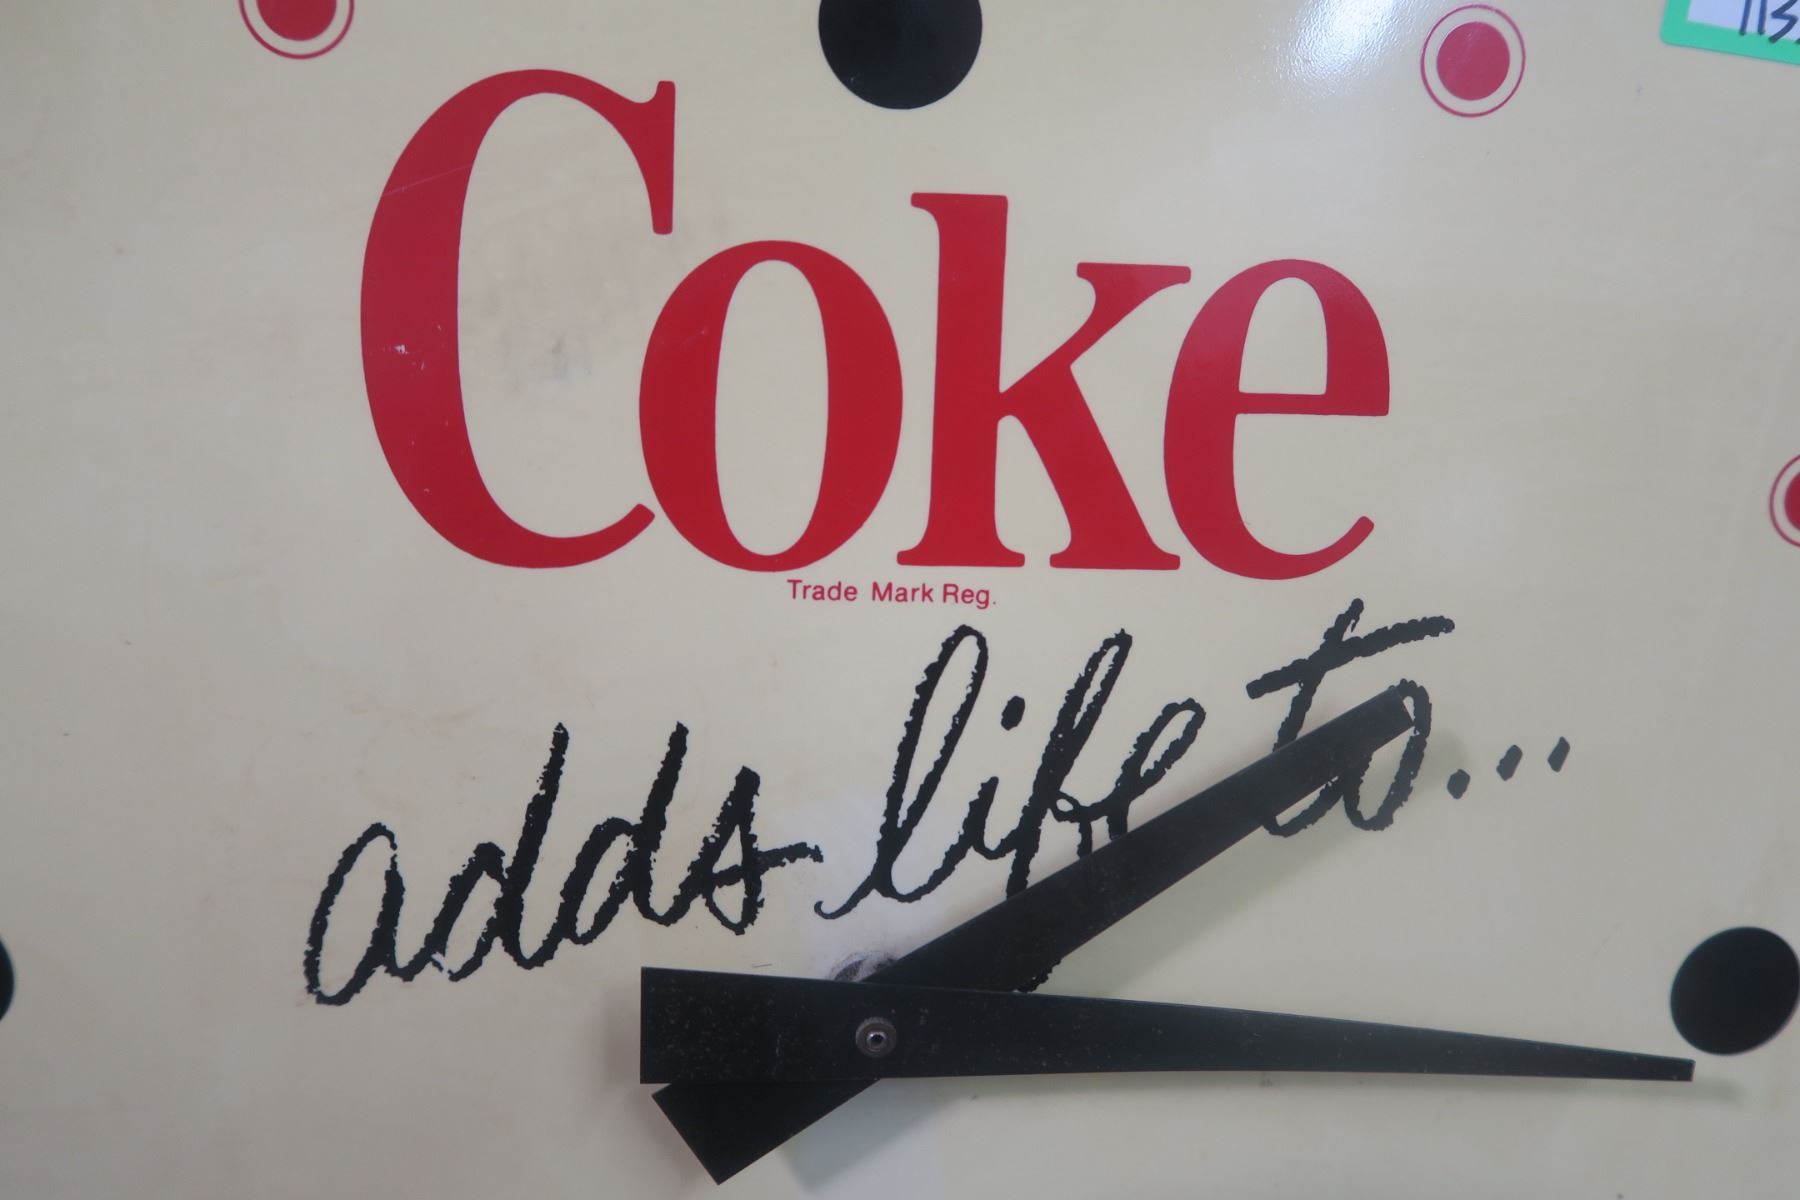 Coke
Trade Mark Reg.
adds life to...